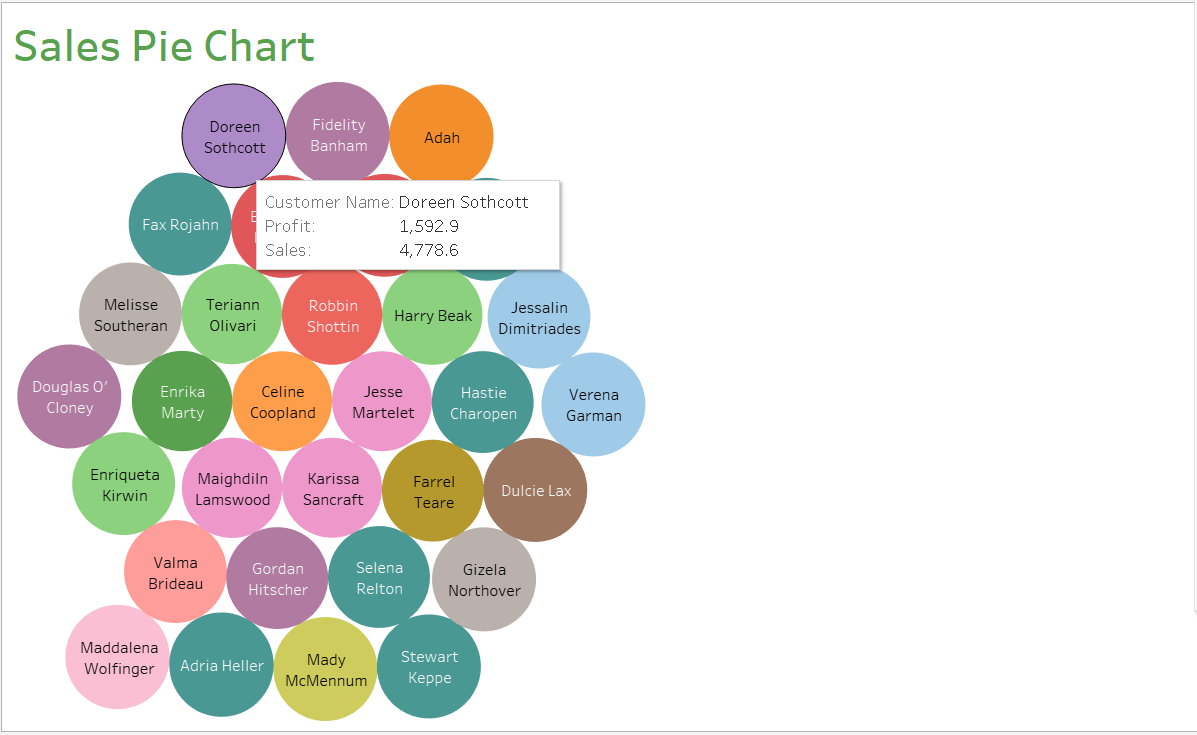 Sales Pie Chart
Doreen
Sothcott
Fidelity
Banham
Adah
Fax Rojahn
Customer Name: Doreen Sothcott
Profit: 1,592.9
Sales: 4,778.6
Melisse
Southeran
Teriann
Olivari
Robbin
Shottin
Harry Beak
Jessalin
Dimitriades
Douglas O'
Cloney
Enrika
Marty
Celine
Coopland
Jesse
Martelet
Hastie
Charopen
Verena
Garman
Enriqueta
Kirwin
Maighdiln
Lamswood
Karissa
Sancraft
Farrel
Teare
Dulcie Lax
Valma
Brideau
Gordan
Hitscher
Selena
Relton
Gizela
Northover
Maddalena
Wolfinger
Adria Heller
Mady
McMennum
Stewart
Keppe